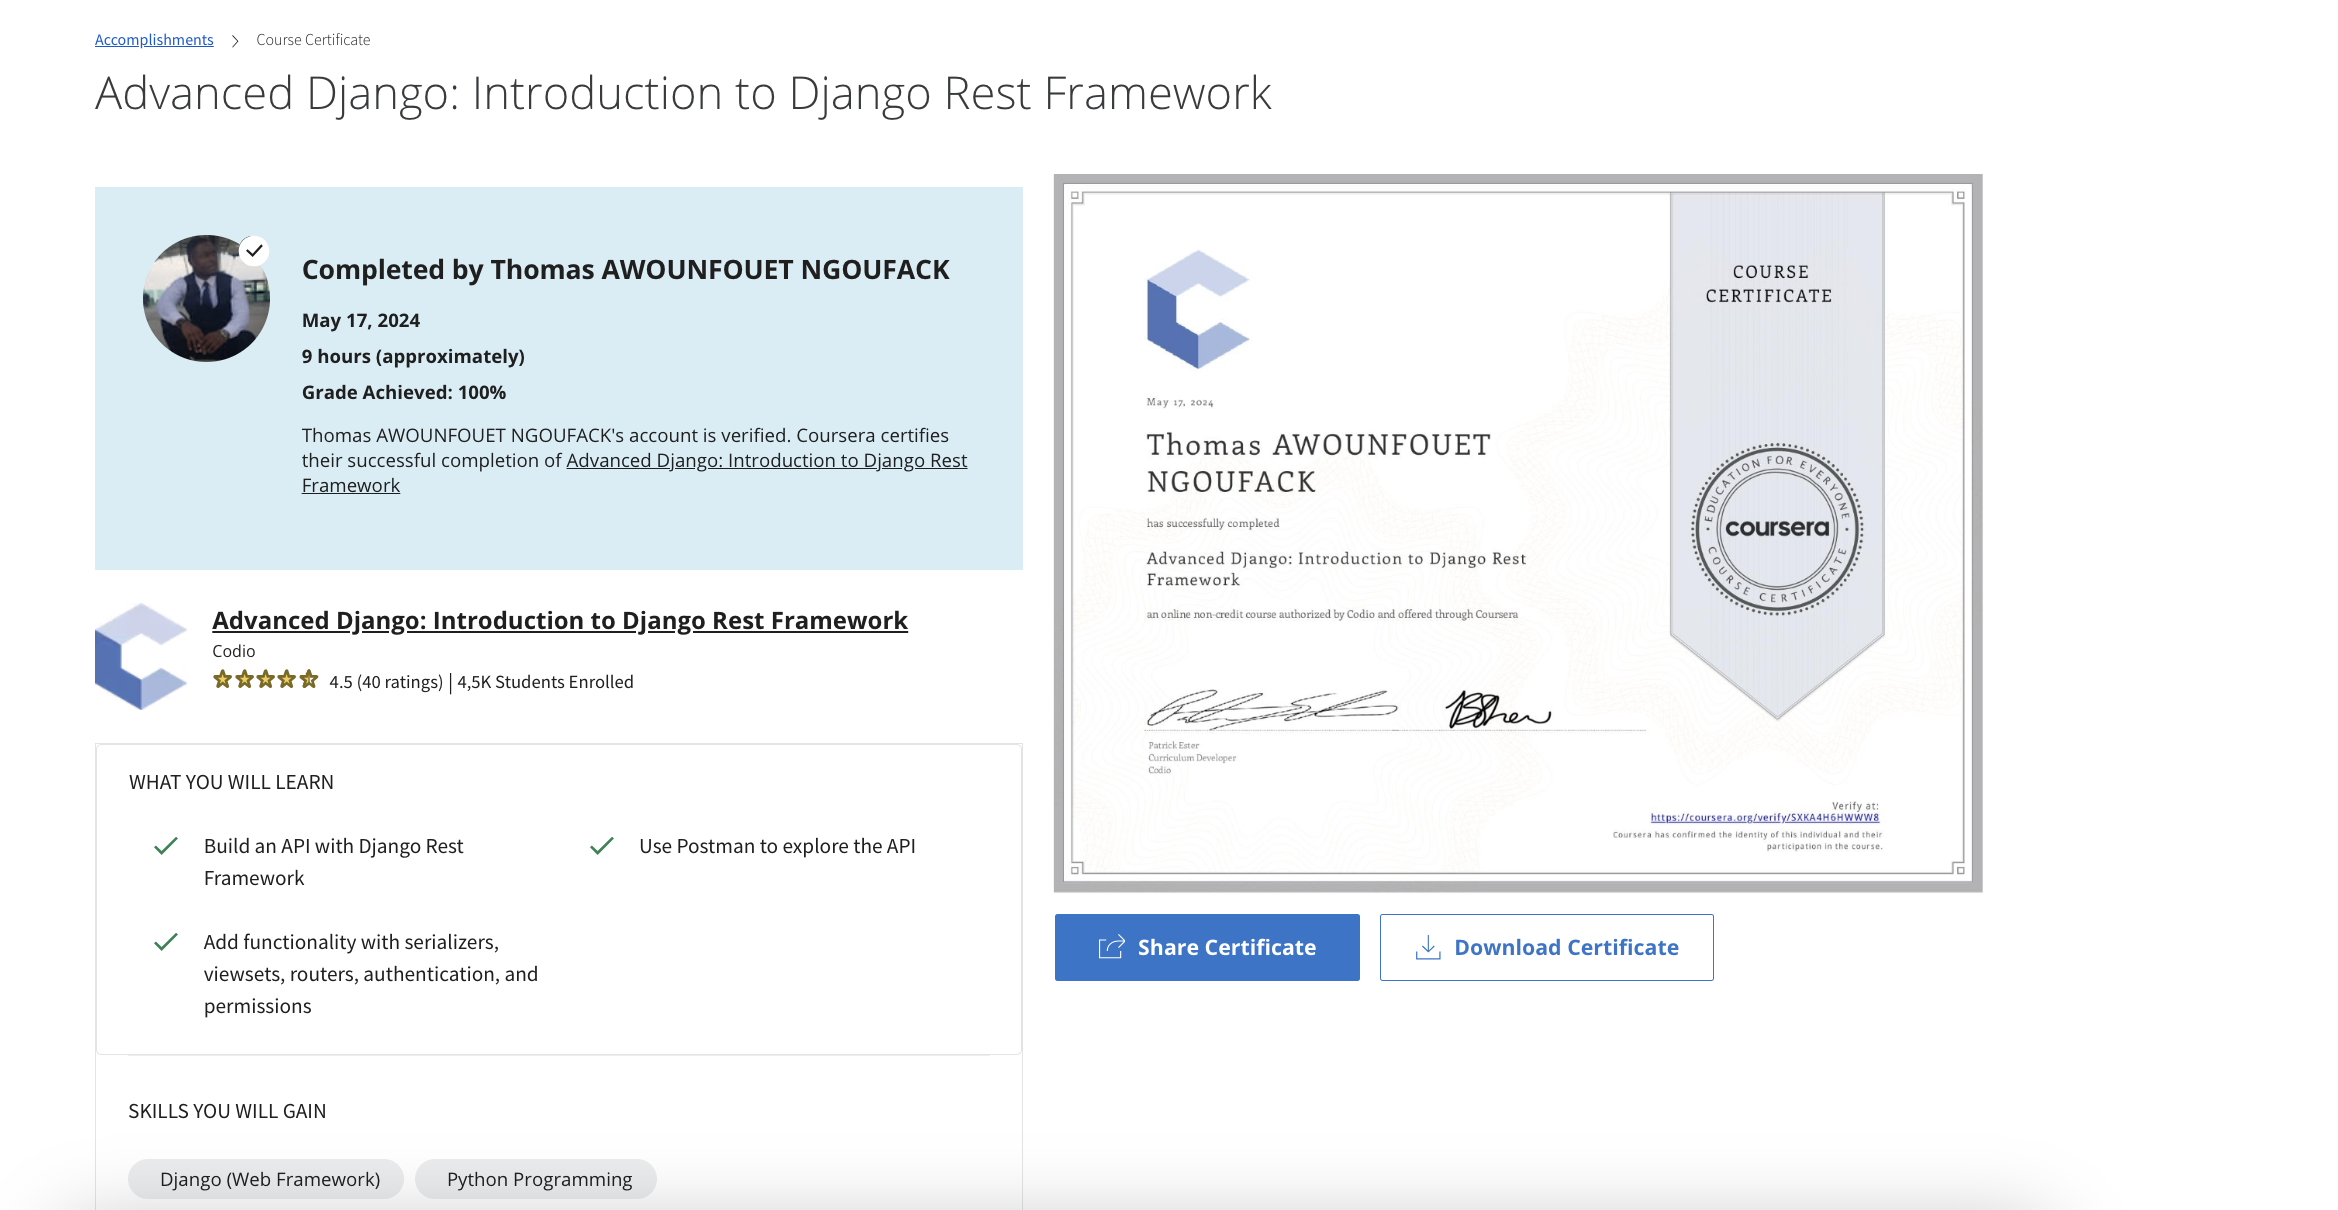 Accomplishments > Course Certificate
Advanced Django: Introduction to Django Rest Framework
Completed by Thomas AWOUNFOUET NGOUFACK
May 17, 2024
9 hours (approximately)
Grade Achieved: 100%
Thomas AWOUNFOUET NGOUFACK's account is verified. Coursera certifies
their successful completion of Advanced Django: Introduction to Django Rest
Framework
Advanced Django: Introduction to Django Rest Framework
Codio
4.5 (40 ratings) | 4,5K Students Enrolled
WHAT YOU WILL LEARN
Build an API with Django Rest
Framework
Use Postman to explore the API
Add functionality with serializers,
viewsets, routers, authentication, and
permissions
SKILLS YOU WILL GAIN
Django (Web Framework)
Python Programming
COURSE
CERTIFICATE
May 17, 2024
Thomas AWOUNFOUET
NGOUFACK
has successfully completed
Advanced Django: Introduction to Django Rest
Framework
an online non-credit course authorized by Codio and offered through Coursera
EDUCATION FOR EVERYONE
coursera
COURSE CERTIFICATE
Patrick Ester
Curriculum Developer
Codio
Verify at:
https://coursera.org/verify/SXKA4H6HWWW8
Coursera has confirmed the identity of this individual and their
participation in the course.
Share Certificate
Download Certificate